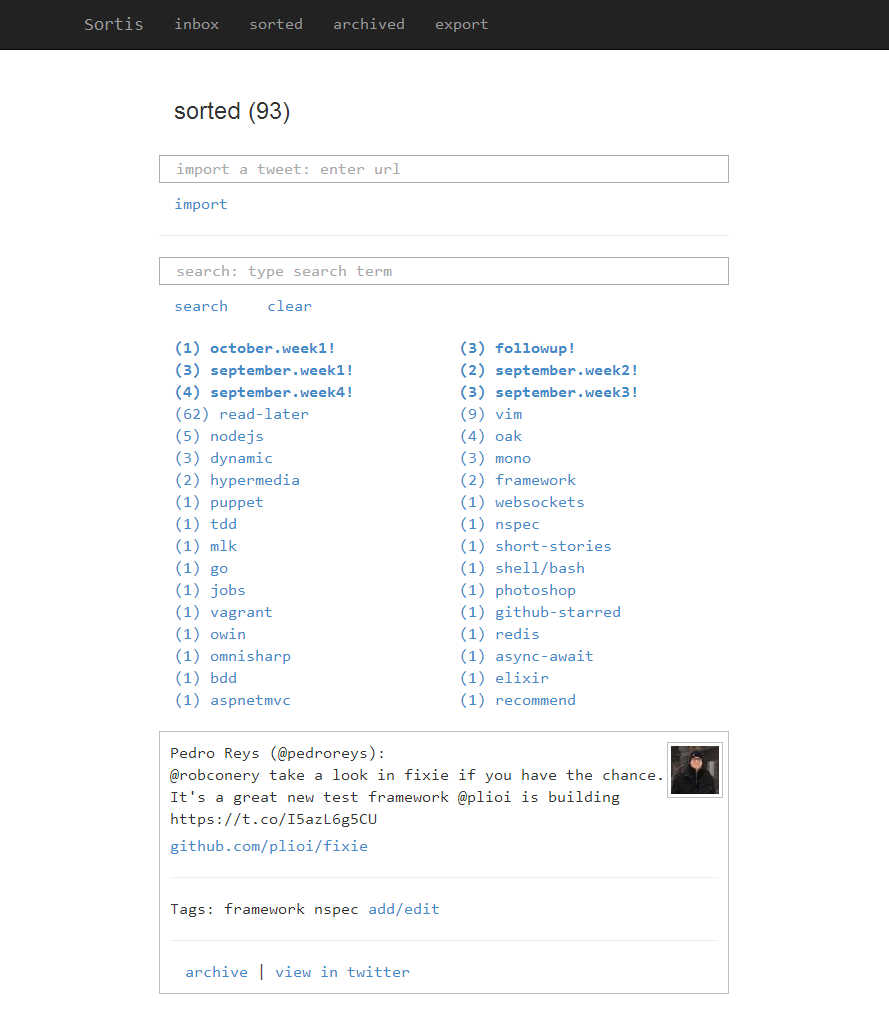 Sortis inbox sorted archived export
sorted (93)
import a tweet: enter url
import
search: type search term
search clear
(1) october.week1! (3) followup!
(3) september.week1! (2) september.week2!
(4) september.week4! (3) september.week3!
(62) read-later (9) vim
(5) nodejs (4) oak
(3) dynamic (3) mono
(2) hypermedia (2) framework
(1) puppet (1) websockets
(1) tdd (1) nspec
(1) mlk (1) short-stories
(1) go (1) shell/bash
(1) jobs (1) photoshop
(1) vagrant (1) github-starred
(1) owin (1) redis
(1) omnisharp (1) async-await
(1) bdd (1) elixir
(1) aspnetmvc (1) recommend
Pedro Reys (@pedroreys):
@robconery take a look in fixie if you have the chance.
It's a great new test framework @plioi is building
https://t.co/I5azL6g5CU
github.com/plioi/fixie
Tags: framework nspec add/edit
archive | view in twitter